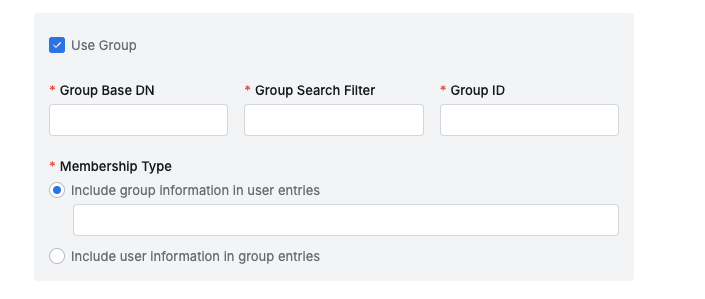 Use Group
* Group Base DN * Group Search Filter * Group ID
* Membership Type
Include group information in user entries
Include user information in group entries